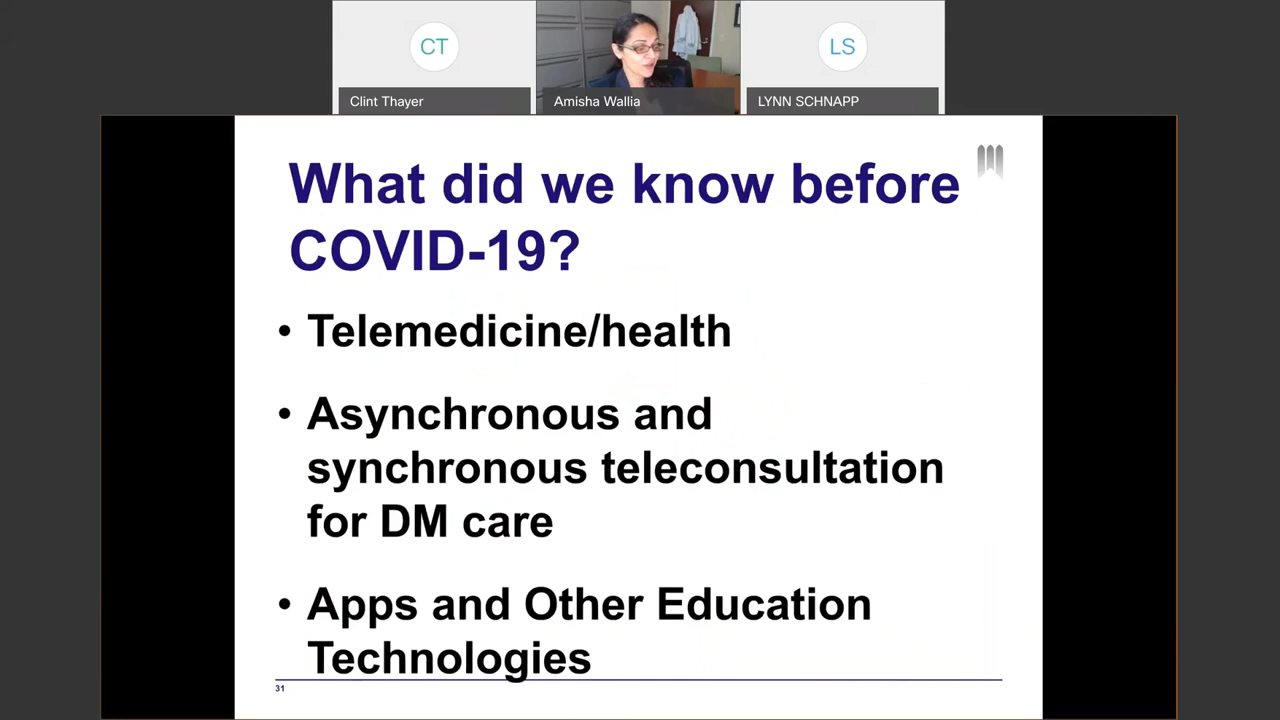 CT
LS
Clint Thayer
Amisha Wallia
LYNN SCHNAPP
What did we know before
COVID-19?
• Telemedicine/health
• Asynchronous and
synchronous teleconsultation
for DM care
• Apps and Other Education
Technologies
31